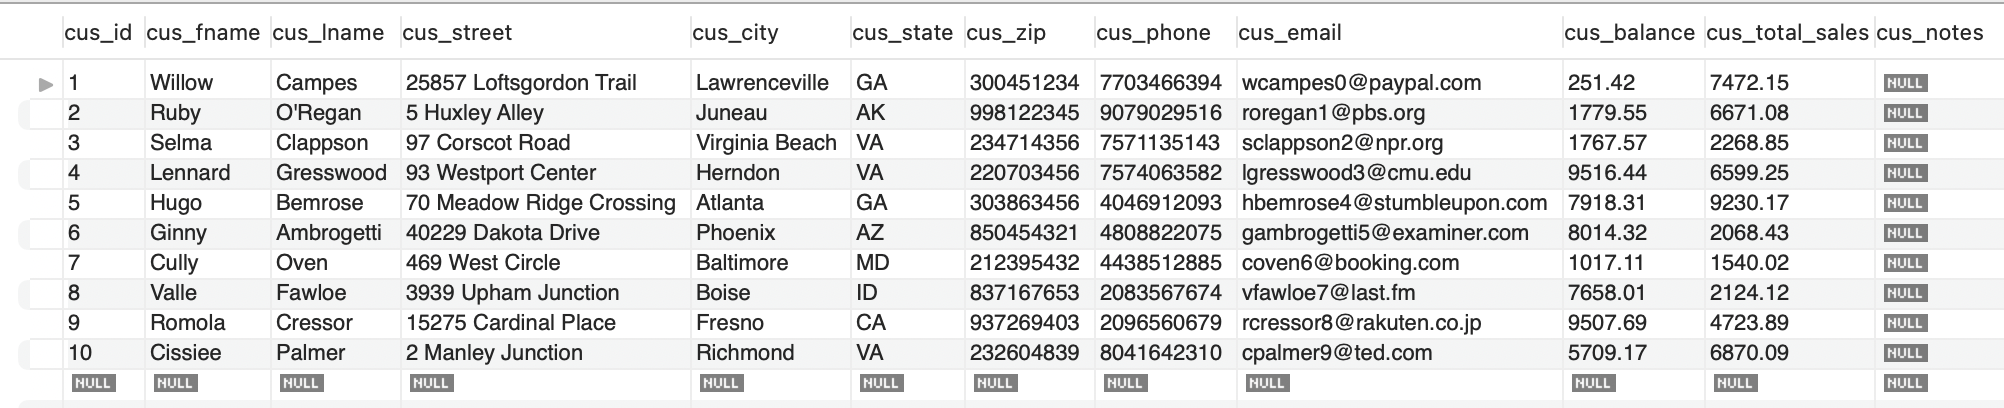 cus_id cus_fname cus_lname cus_street cus_city cus_state cus_zip cus_phone cus_email cus_balance cus_total_sales cus_notes
1 Willow Campes 25857 Loftsgordon Trail Lawrenceville GA 300451234 7703466394 wcampes0@paypal.com 251.42 7472.15 NULL
2 Ruby O'Regan 5 Huxley Alley Juneau AK 998122345 9079029516 roregan1@pbs.org 1779.55 6671.08 NULL
3 Selma Clappson 97 Corscot Road Virginia Beach VA 234714356 7571135143 sclappson2@npr.org 1767.57 2268.85 NULL
4 Lennard Gresswood 93 Westport Center Herndon VA 220703456 7574063582 lgresswood3@cmu.edu 9516.44 6599.25 NULL
5 Hugo Bemrose 70 Meadow Ridge Crossing Atlanta GA 303863456 4046912093 hbemrose4@stumbleupon.com 7918.31 9230.17 NULL
6 Ginny Ambrogetti 40229 Dakota Drive Phoenix AZ 850454321 4808822075 gambrogetti5@examiner.com 8014.32 2068.43 NULL
7 Cully Oven 469 West Circle Baltimore MD 212395432 4438512885 coven6@booking.com 1017.11 1540.02 NULL
8 Valle Fawloe 3939 Upham Junction Boise ID 837167653 2083567674 vfawloe7@last.fm 7658.01 2124.12 NULL
9 Romola Cressor 15275 Cardinal Place Fresno CA 937269403 2096560679 rcressor8@rakuten.co.jp 9507.69 4723.89 NULL
10 Cissiee Palmer 2 Manley Junction Richmond VA 232604839 8041642310 cpalmer9@ted.com 5709.17 6870.09 NULL
NULL NULL NULL NULL NULL NULL NULL NULL NULL NULL NULL NULL